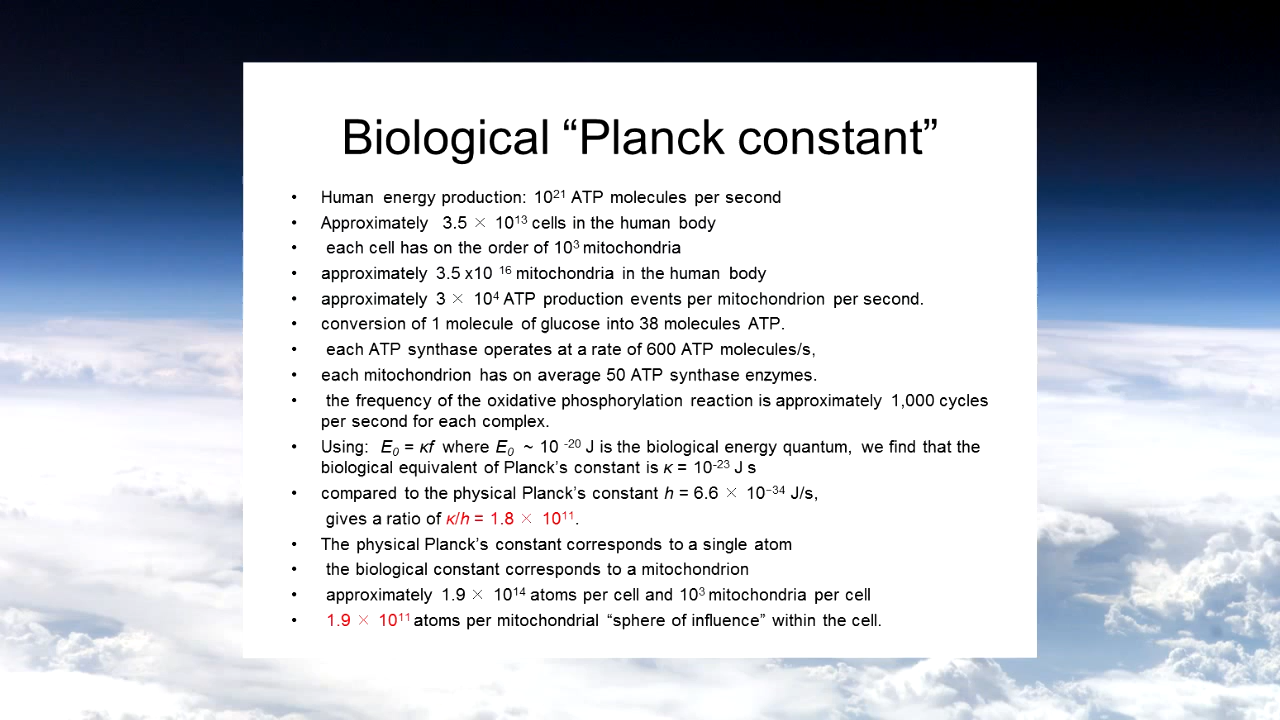 Biological “Planck constant”
• Human energy production: 10²¹ ATP molecules per second
• Approximately 3.5 × 10¹³ cells in the human body
• each cell has on the order of 10³ mitochondria
• approximately 3.5 x10 ¹⁶ mitochondria in the human body
• approximately 3 × 10⁴ ATP production events per mitochondrion per second.
• conversion of 1 molecule of glucose into 38 molecules ATP.
• each ATP synthase operates at a rate of 600 ATP molecules/s,
• each mitochondrion has on average 50 ATP synthase enzymes.
• the frequency of the oxidative phosphorylation reaction is approximately 1,000 cycles
per second for each complex.
• Using: E₀ = κf where E₀ ~ 10 ⁻²⁰ J is the biological energy quantum, we find that the
biological equivalent of Planck’s constant is κ = 10⁻²³ J s
• compared to the physical Planck’s constant h = 6.6 × 10⁻³⁴ J/s,
gives a ratio of κ/h = 1.8 × 10¹¹.
• The physical Planck’s constant corresponds to a single atom
• the biological constant corresponds to a mitochondrion
• approximately 1.9 × 10¹⁴ atoms per cell and 10³ mitochondria per cell
• 1.9 × 10¹¹ atoms per mitochondrial “sphere of influence” within the cell.